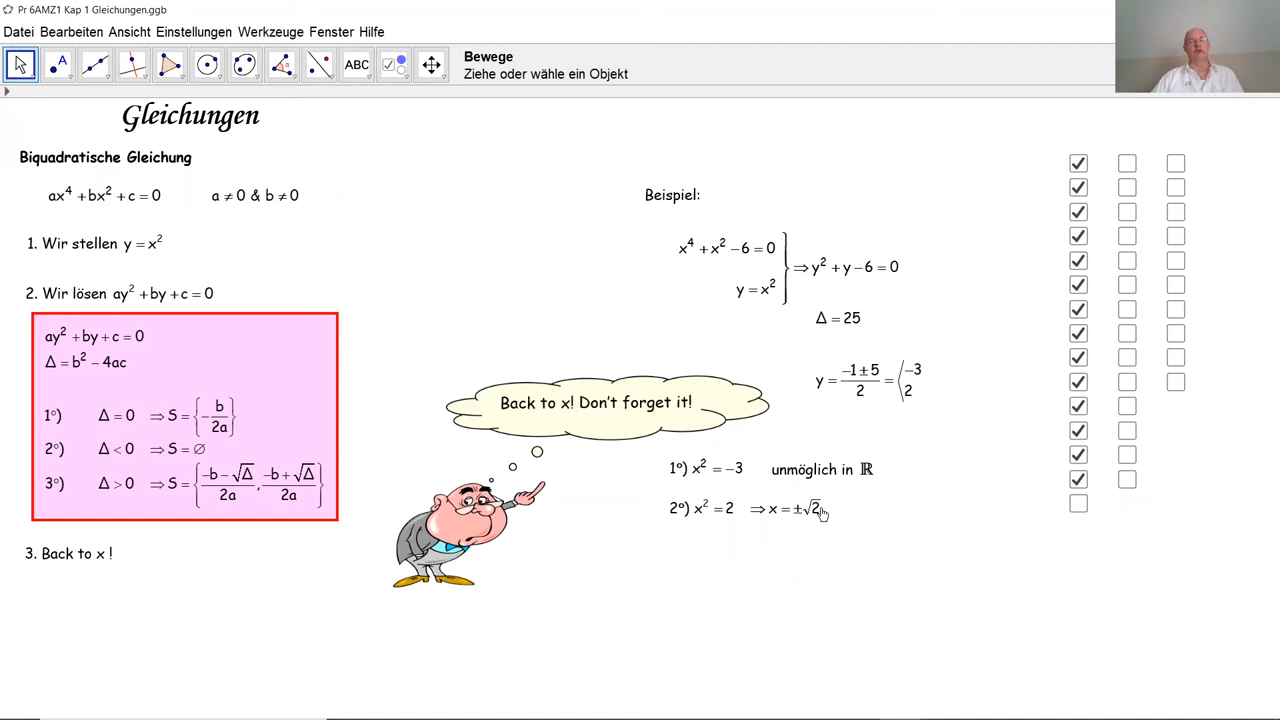 Pr 6AMZ1 Kap 1 Gleichungen.ggb
Datei Bearbeiten Ansicht Einstellungen Werkzeuge Fenster Hilfe
A
ABC
Bewege
Ziehe oder wähle ein Objekt
Gleichungen
Biquadratische Gleichung
ax⁴ + bx² + c = 0 a ≠ 0 & b ≠ 0
1. Wir stellen y = x²
2. Wir lösen ay² + by + c = 0
ay² + by + c = 0
Δ = b² − 4ac
1°) Δ = 0 ⇒ S = {−b/2a}
2°) Δ < 0 ⇒ S = ∅
3°) Δ > 0 ⇒ S = {(−b − √Δ)/2a, (−b + √Δ)/2a}
3. Back to x !
Back to x! Don't forget it!
Beispiel:
x⁴ + x² − 6 = 0
y = x²
⇒ y² + y − 6 = 0
Δ = 25
y = (−1 ± 5)/2 = ⟨ −3
2
1°) x² = −3 unmöglich in ℝ
2°) x² = 2 ⇒ x = ±√2